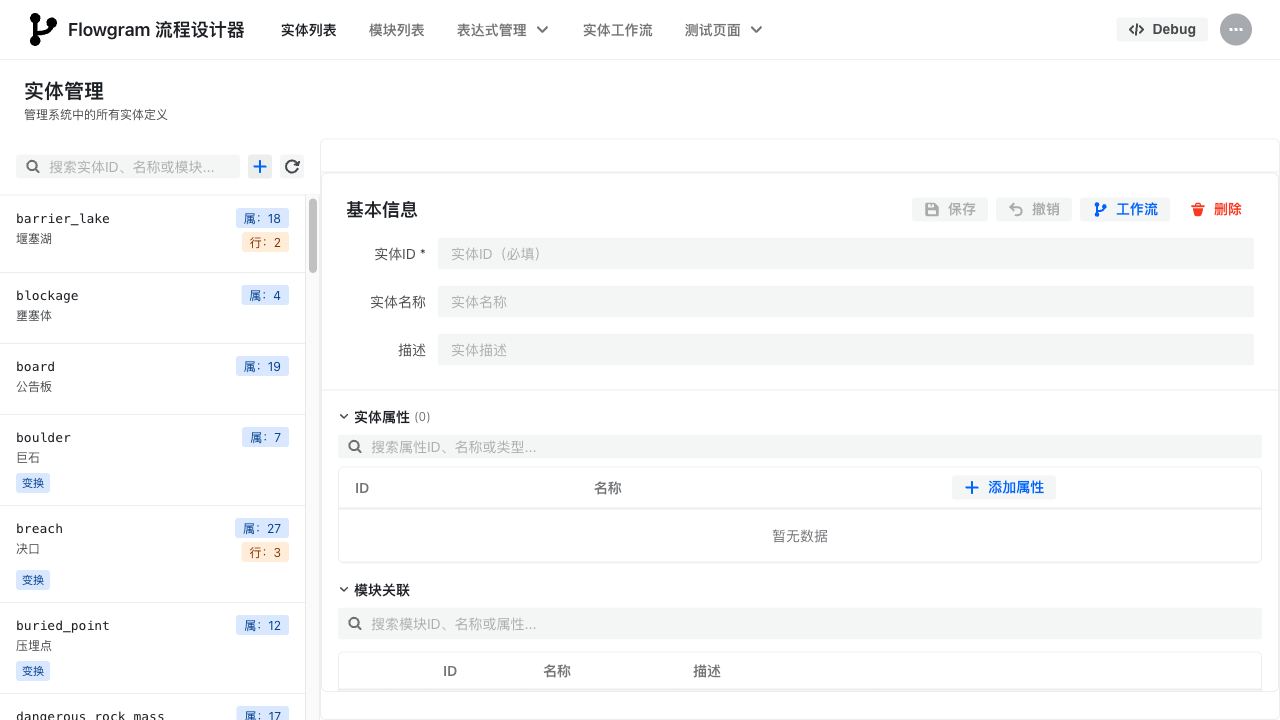 Flowgram 流程设计器
实体列表
模块列表
表达式管理
实体工作流
测试页面
Debug
实体管理
管理系统中的所有实体定义
搜索实体ID、名称或模块...
barrier_lake
属: 18
堰塞湖
行: 2
blockage
属: 4
壅塞体
board
属: 19
公告板
boulder
属: 7
巨石
变换
breach
属: 27
决口
行: 3
变换
buried_point
属: 12
压埋点
变换
dangerous_rock_mass
属: 17
基本信息
保存
撤销
工作流
删除
实体ID *
实体ID（必填）
实体名称
实体名称
描述
实体描述
实体属性 (0)
搜索属性ID、名称或类型...
ID
名称
添加属性
暂无数据
模块关联
搜索模块ID、名称或属性...
ID
名称
描述